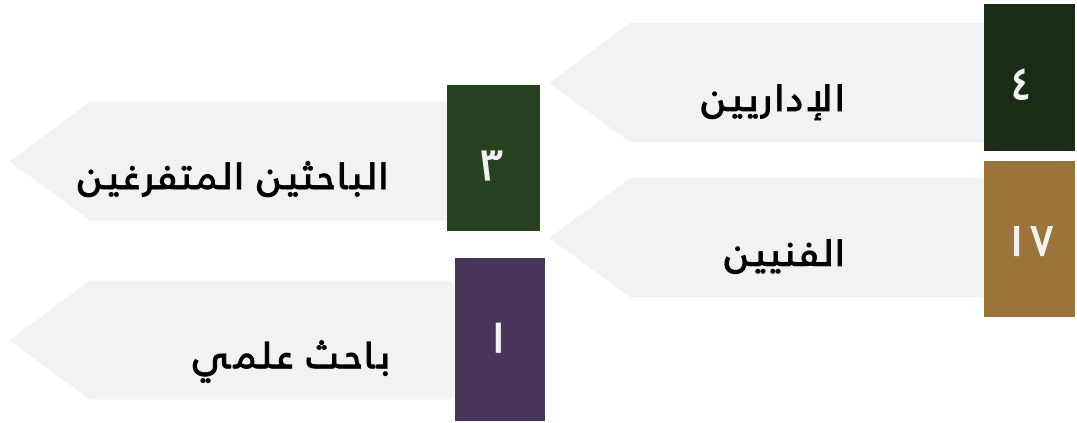 ٤
الإداريين
١٧
الفنيين
٣
الباحثين المتفرغين
١
باحث علمي